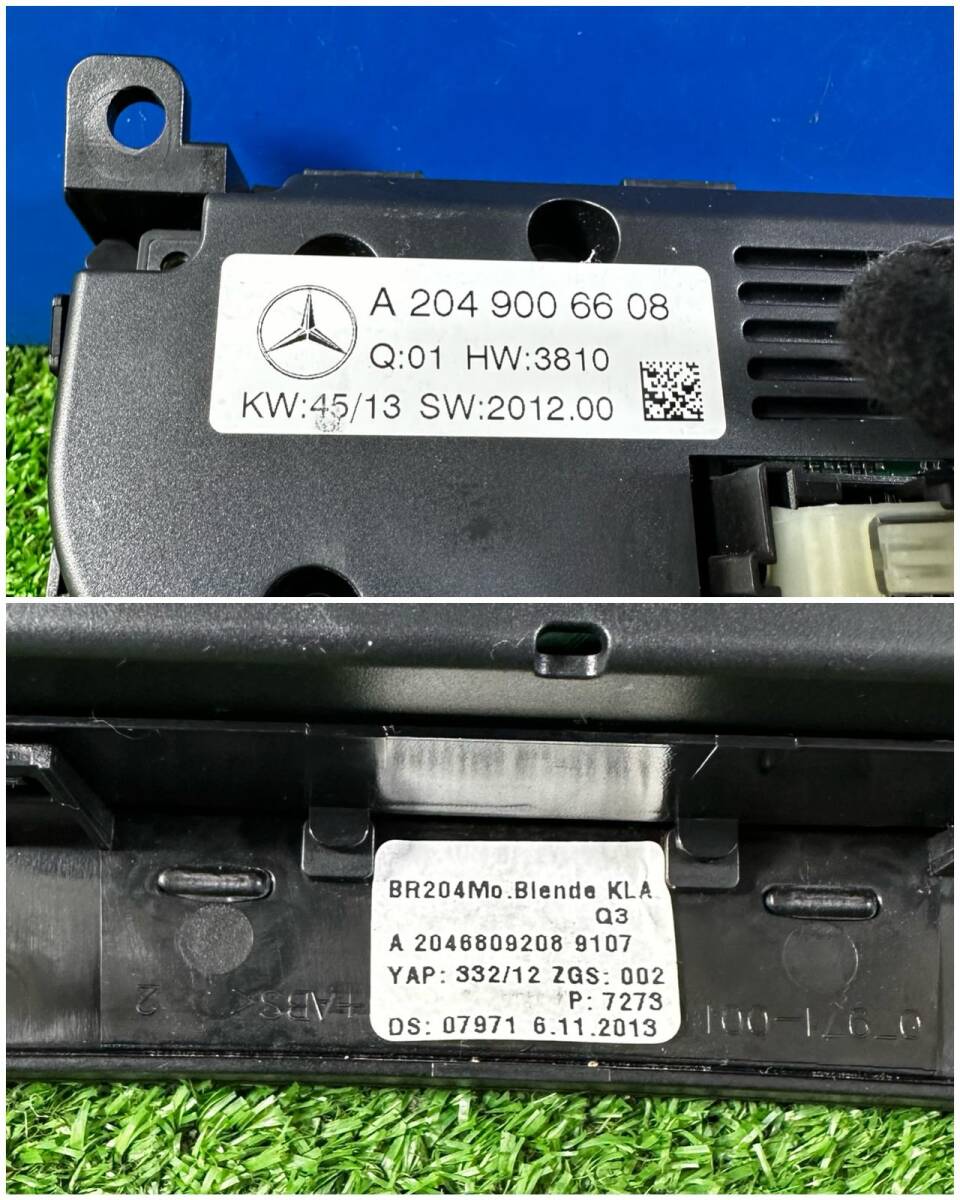 A 204 900 66 08
Q:01 HW:3810
KW:45/13 SW:2012.00
BR204Mo.Blende KLA
Q3
A 2046809208 9107
YAP: 332/12 ZGS: 002
P: 7273
DS: 07971 6.11.2013